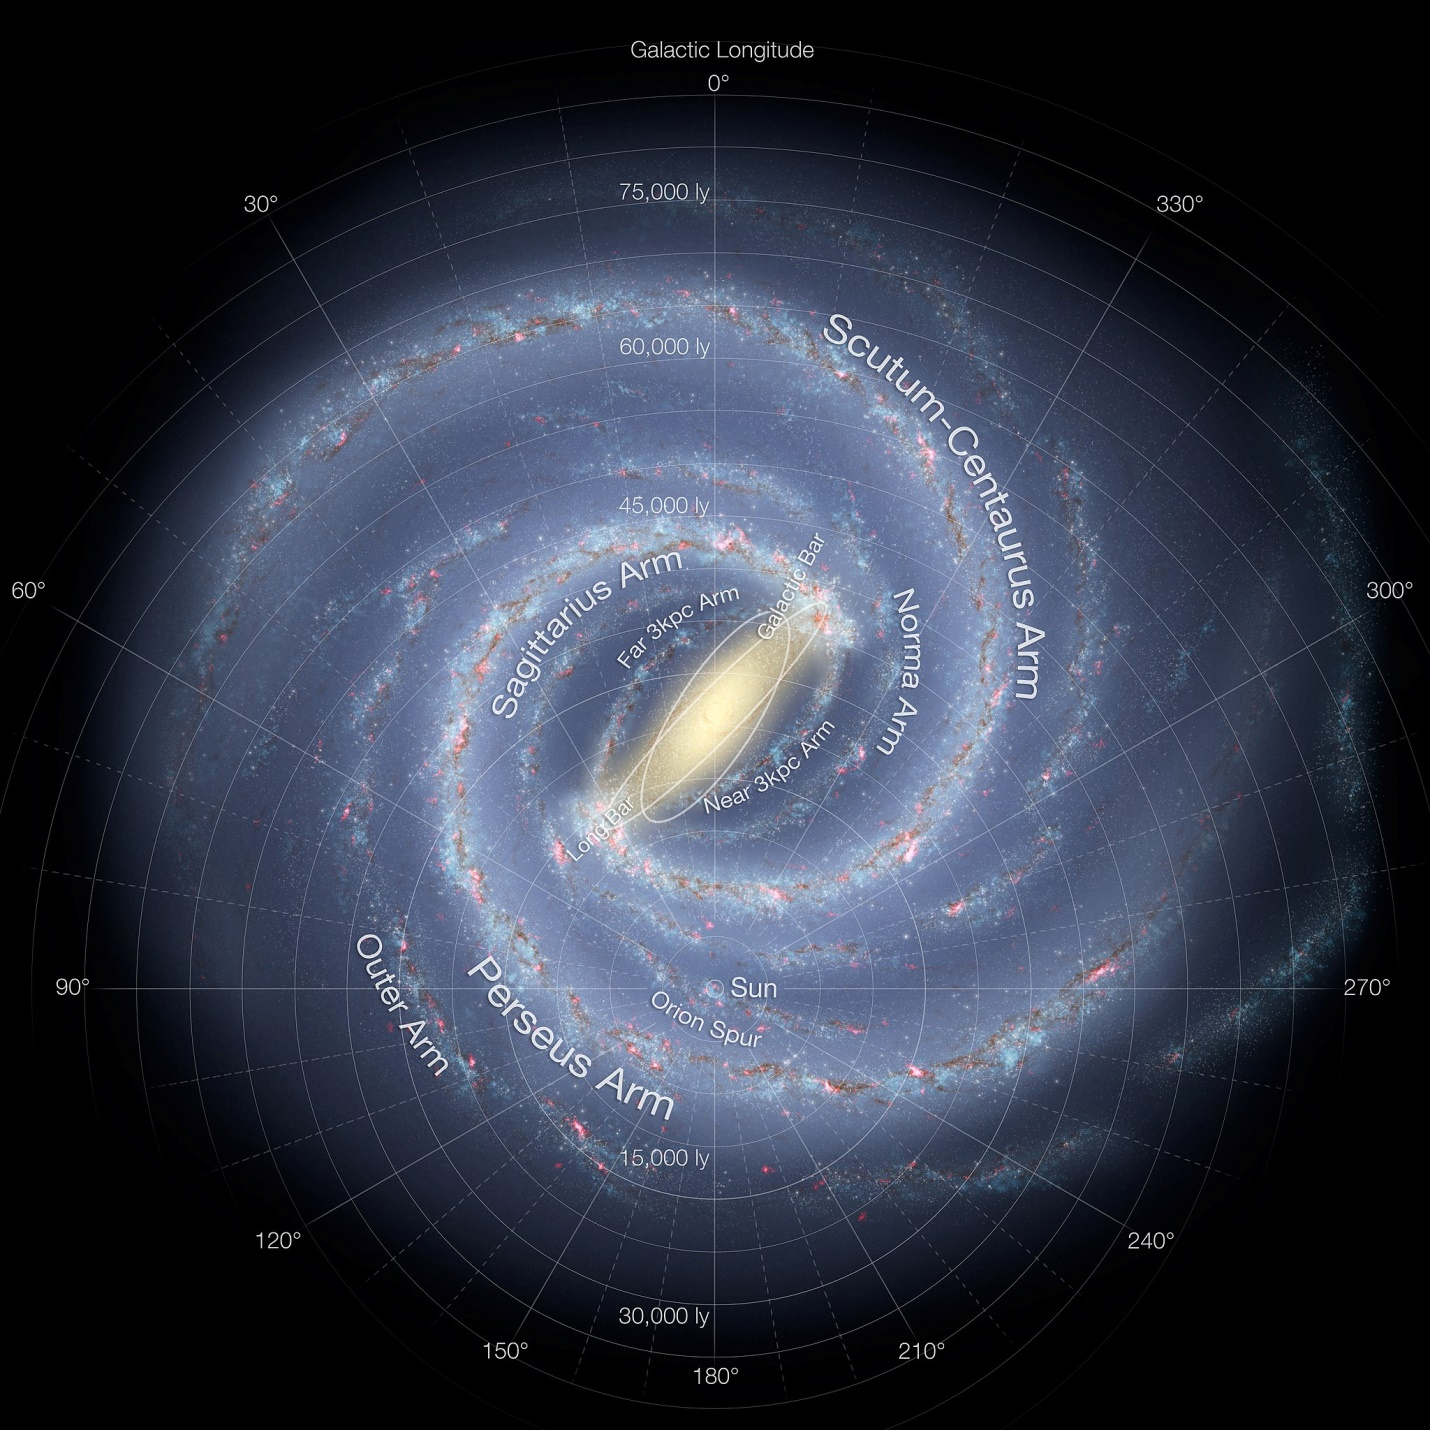 Galactic Longitude
0°
30°
330°
75,000 ly
60,000 ly
Scutum-Centaurus Arm
45,000 ly
Sagittarius Arm
Far 3kpc Arm
Galactic Bar
Norma Arm
60°
300°
Near 3kpc Arm
Long Bar
Outer Arm
Perseus Arm
90°
Sun
270°
Orion Spur
15,000 ly
120°
240°
30,000 ly
150°
210°
180°